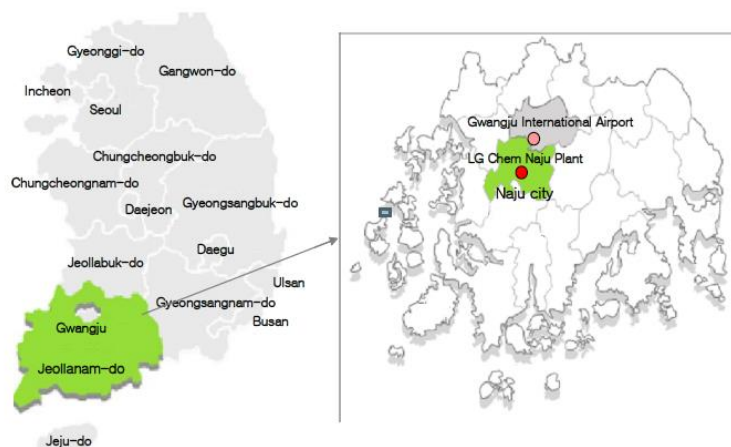 Gyeonggi-do
Gangwon-do
Incheon
Seoul
Chungcheongbuk-do
Chungcheongnam-do
Daejeon
Gyeongsangbuk-do
Daegu
Jeollabuk-do
Ulsan
Gyeongsangnam-do
Busan
Gwangju
Jeollanam-do
Jeju-do
Gwangju International Airport
LG Chem Naju Plant
Naju city